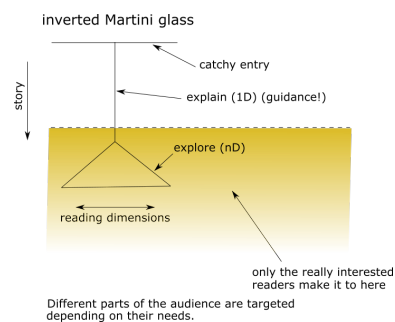 inverted Martini glass
catchy entry
story
explain (1D) (guidance!)
explore (nD)
reading dimensions
only the really interested
readers make it to here
Different parts of the audience are targeted
depending on their needs.